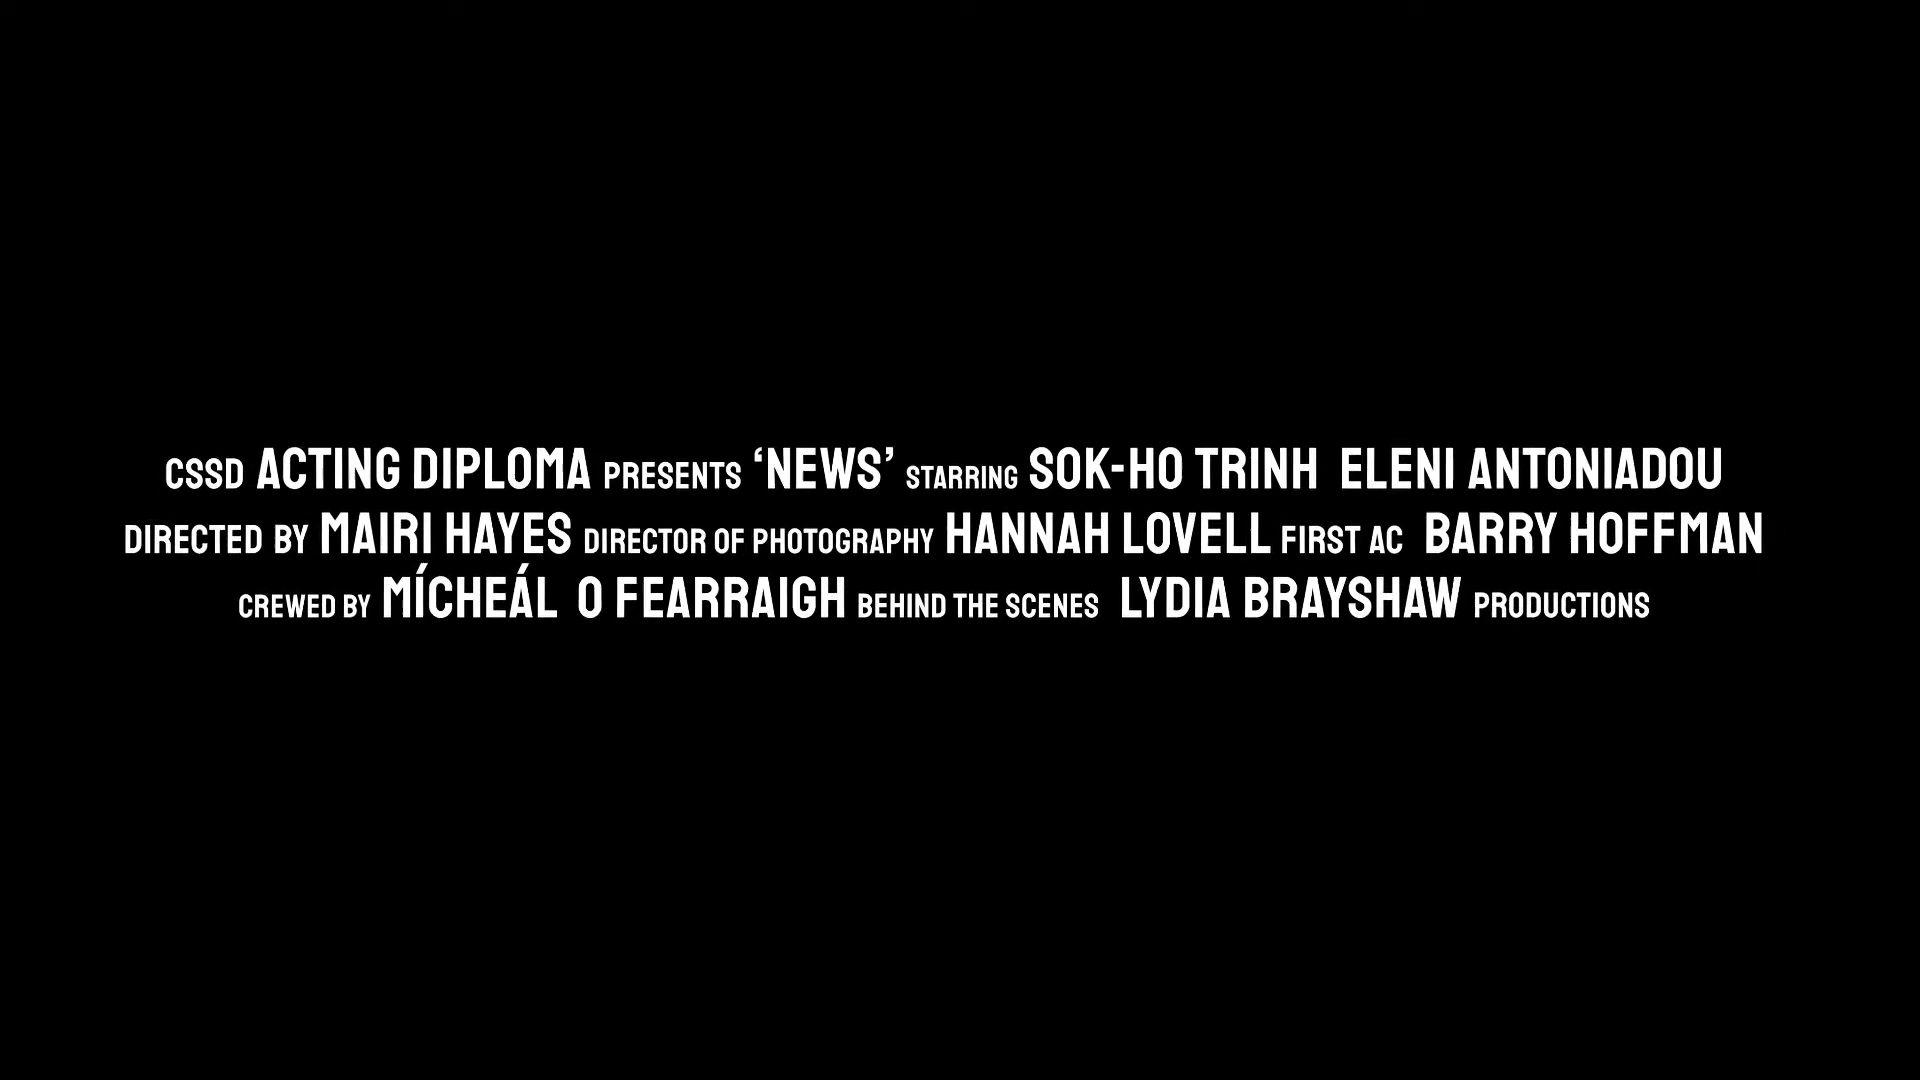 CSSD ACTING DIPLOMA PRESENTS ‘NEWS’ STARRING SOK-HO TRINH ELENI ANTONIADOU
DIRECTED BY MAIRI HAYES DIRECTOR OF PHOTOGRAPHY HANNAH LOVELL FIRST AC BARRY HOFFMAN
CREWED BY MÍCHEÁL O FEARRAIGH BEHIND THE SCENES LYDIA BRAYSHAW PRODUCTIONS